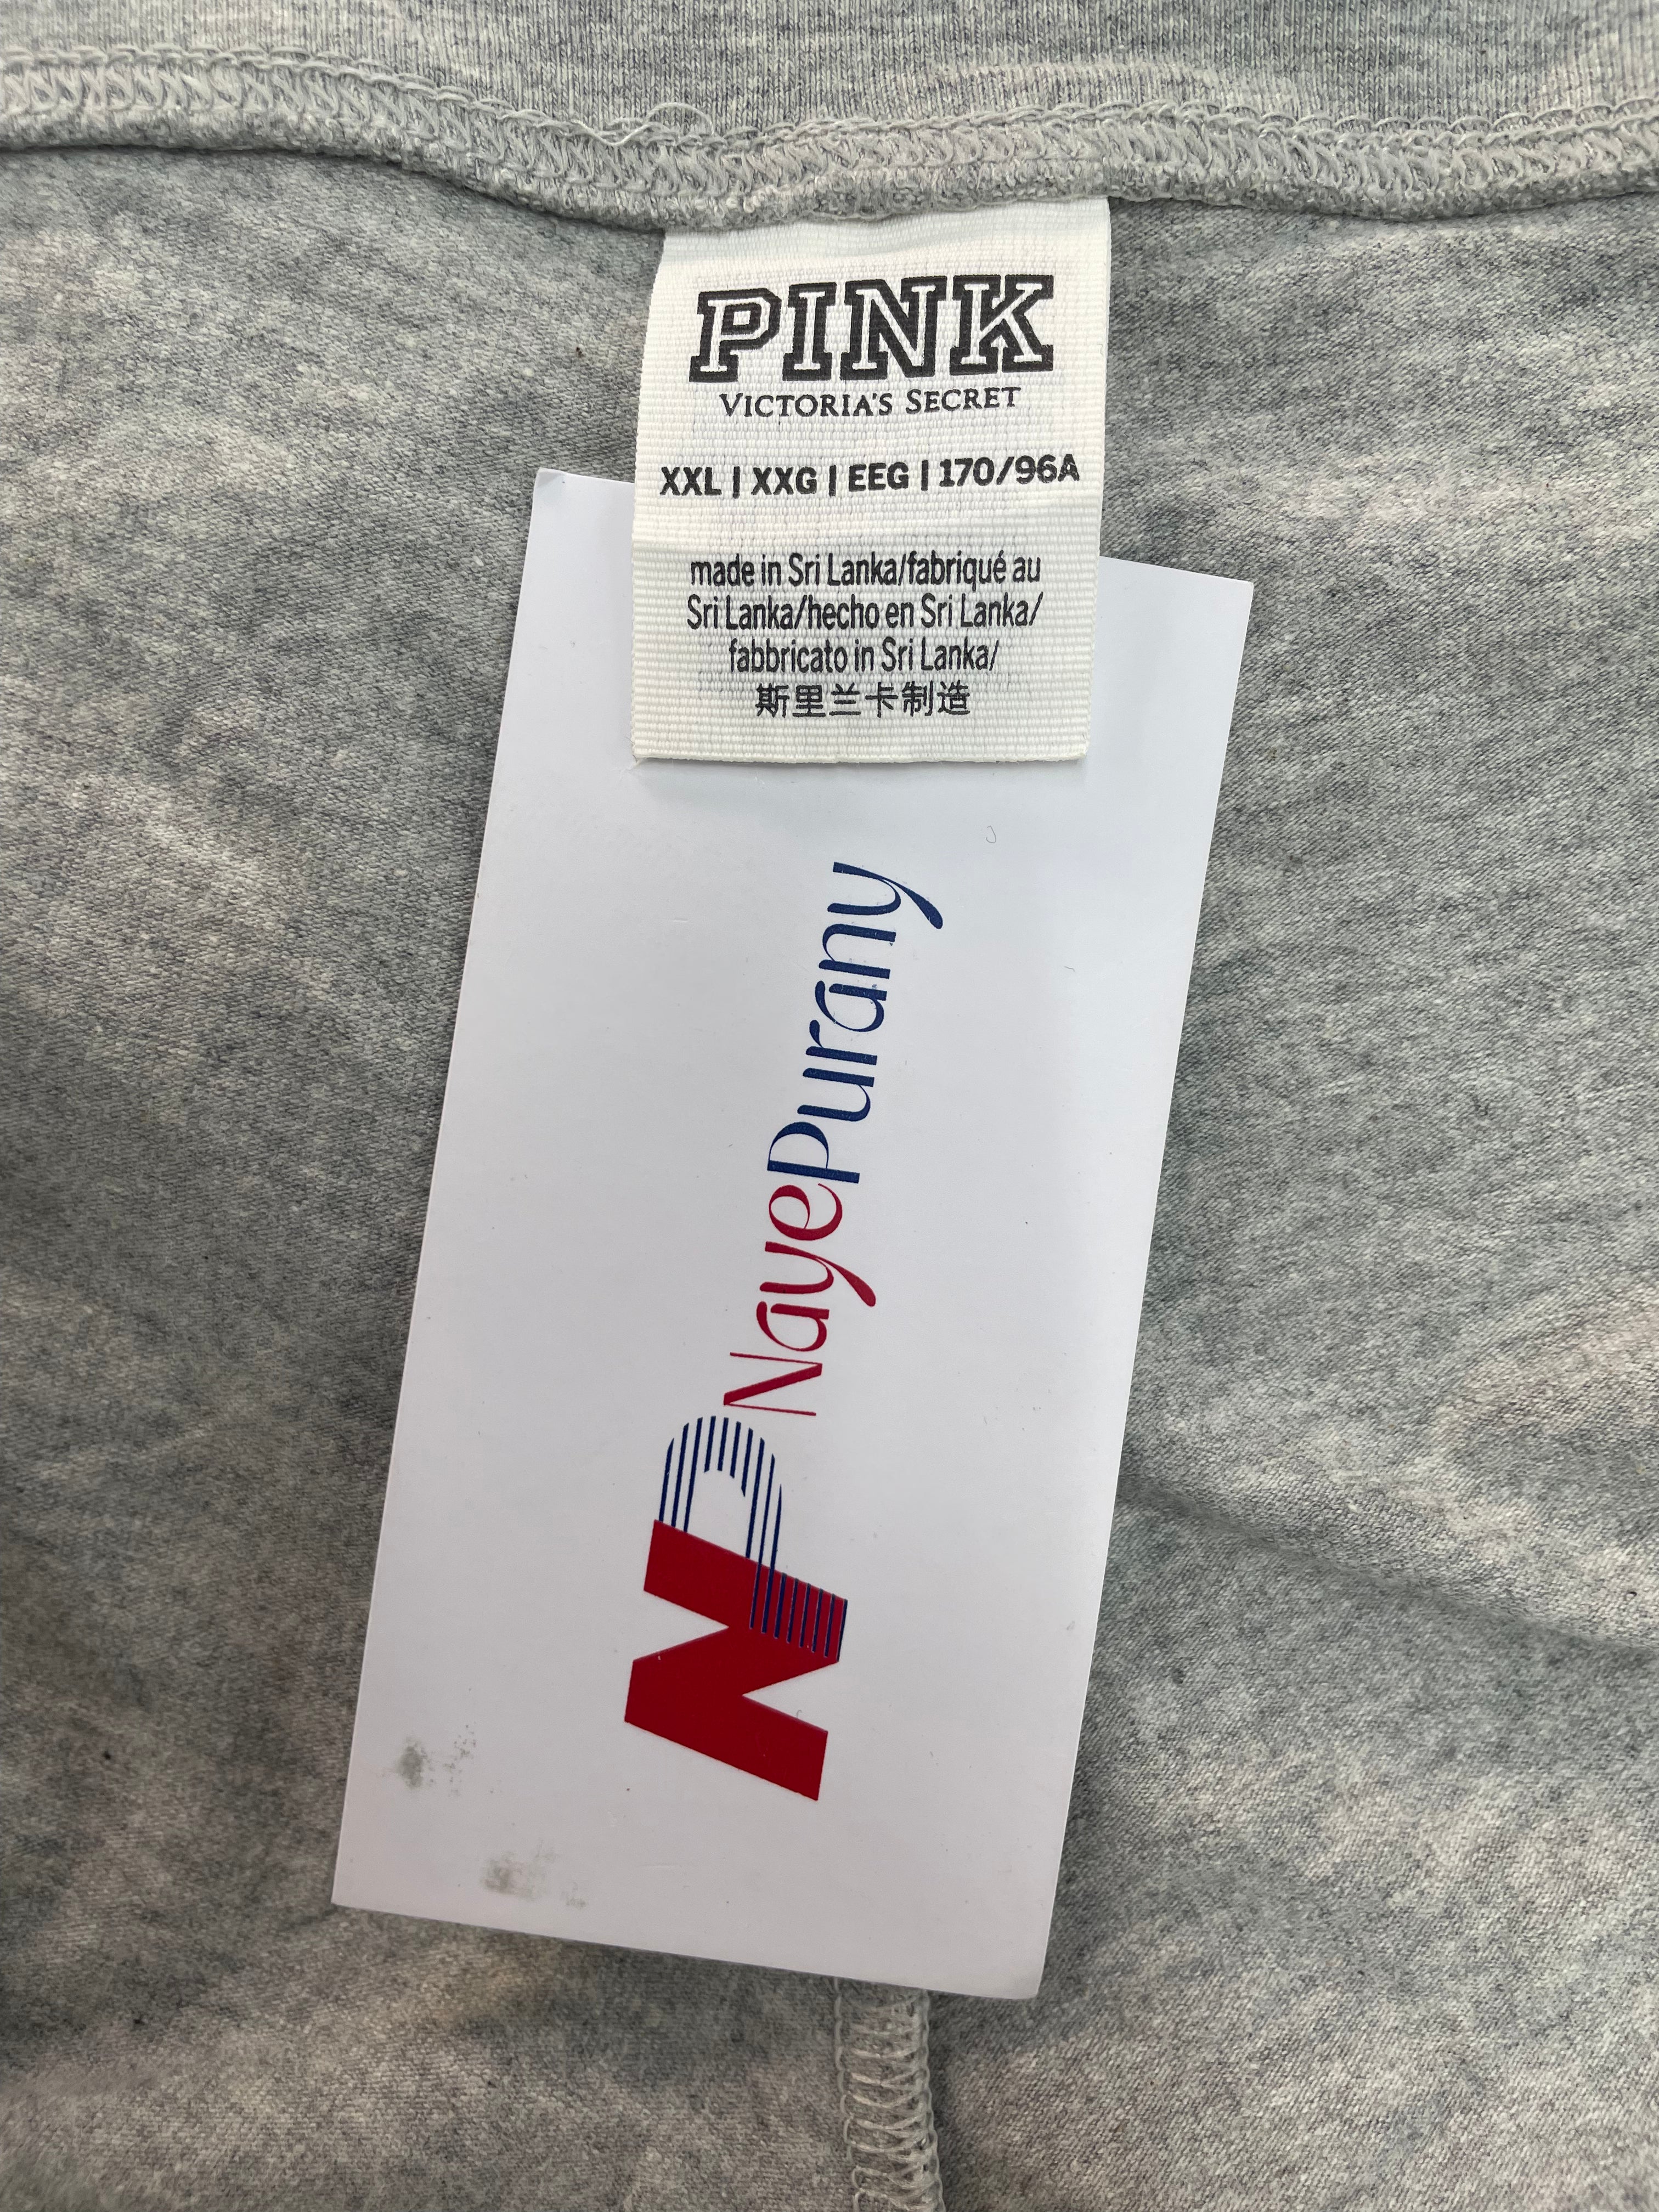 PINK
VICTORIA'S SECRET
XXL | XXG | EEG | 170/96A
made in Sri Lanka/fabriqué au
Sri Lanka/hecho en Sri Lanka/
fabbricato in Sri Lanka/
斯里兰卡制造
NP NayePurany